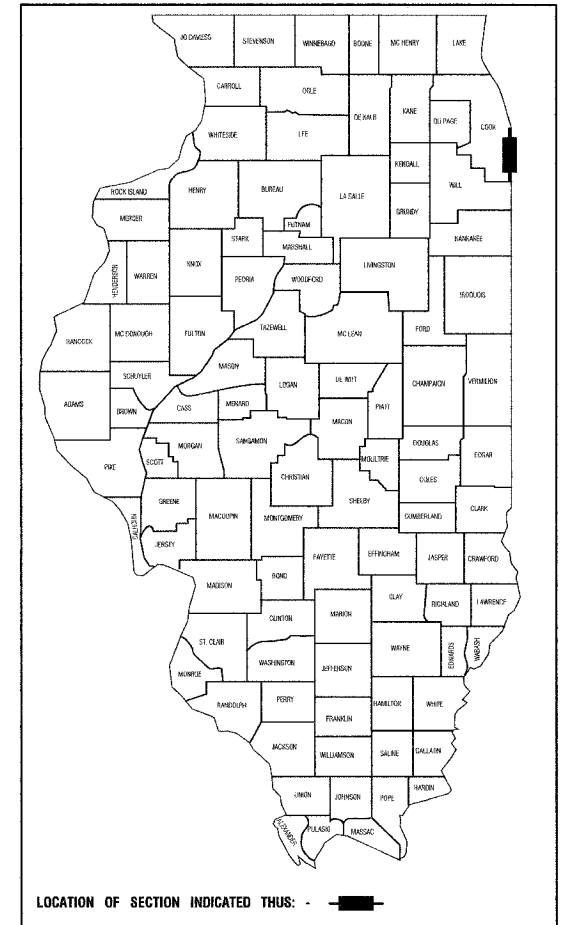 JO DAVIESS
STEVENSON
WINNEBAGO
BOONE
MC HENRY
LAKE
CARROLL
OGLE
DE KALB
KANE
DU PAGE
COOK
WHITESIDE
LEE
KENDALL
WILL
ROCK ISLAND
HENRY
BUREAU
LA SALLE
GRUNDY
MERCER
PUTNAM
STARK
MARSHALL
KANKAKEE
HENDERSON
WARREN
KNOX
PEORIA
WOODFORD
LIVINGSTON
IROQUOIS
HANCOCK
MC DONOUGH
FULTON
TAZEWELL
MC LEAN
FORD
MASON
SCHUYLER
LOGAN
DE WITT
CHAMPAIGN
VERMILION
ADAMS
BROWN
CASS
MENARD
PIATT
MACON
MORGAN
SANGAMON
DOUGLAS
EDGAR
PIKE
SCOTT
CHRISTIAN
MOULTRIE
COLES
GREENE
MACOUPIN
SHELBY
CALHOUN
MONTGOMERY
CUMBERLAND
CLARK
JERSEY
FAYETTE
EFFINGHAM
JASPER
CRAWFORD
MADISON
BOND
CLAY
RICHLAND
LAWRENCE
CLINTON
MARION
ST. CLAIR
WAYNE
EDWARDS
WABASH
WASHINGTON
JEFFERSON
MONROE
RANDOLPH
PERRY
HAMILTON
WHITE
FRANKLIN
JACKSON
WILLIAMSON
SALINE
GALLATIN
UNION
JOHNSON
POPE
HARDIN
ALEXANDER
PULASKI
MASSAC
LOCATION OF SECTION INDICATED THUS: -